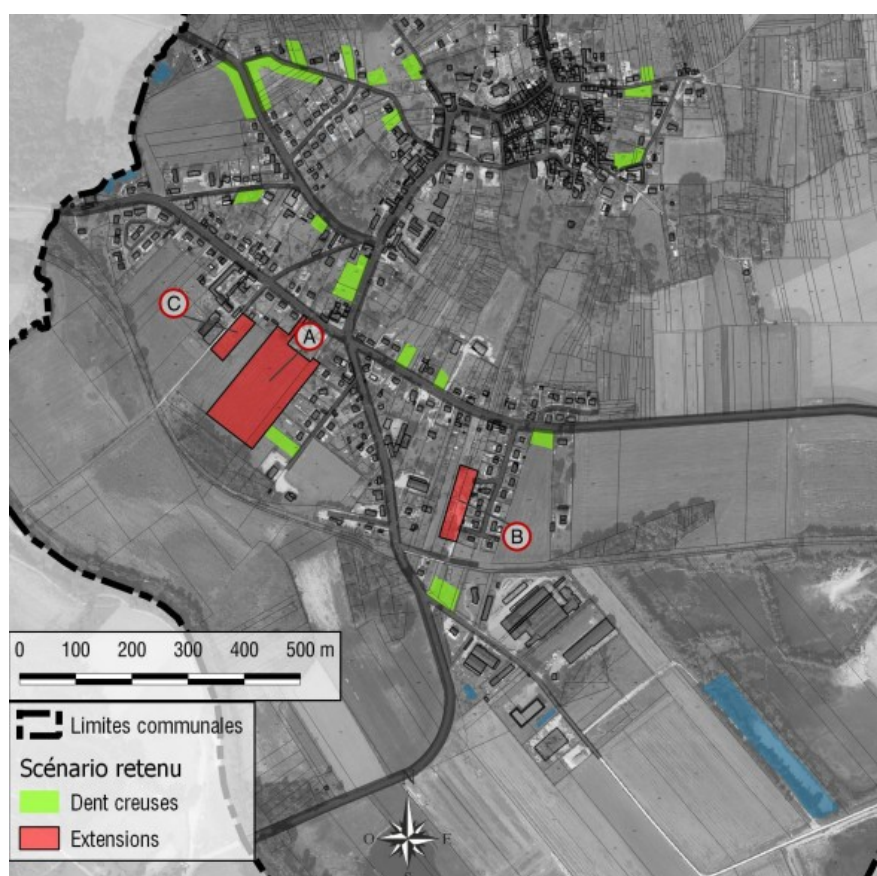 C
A
B
0 100 200 300 400 500 m
Limites communales
Scénario retenu
Dent creuses
Extensions
N
O E
S